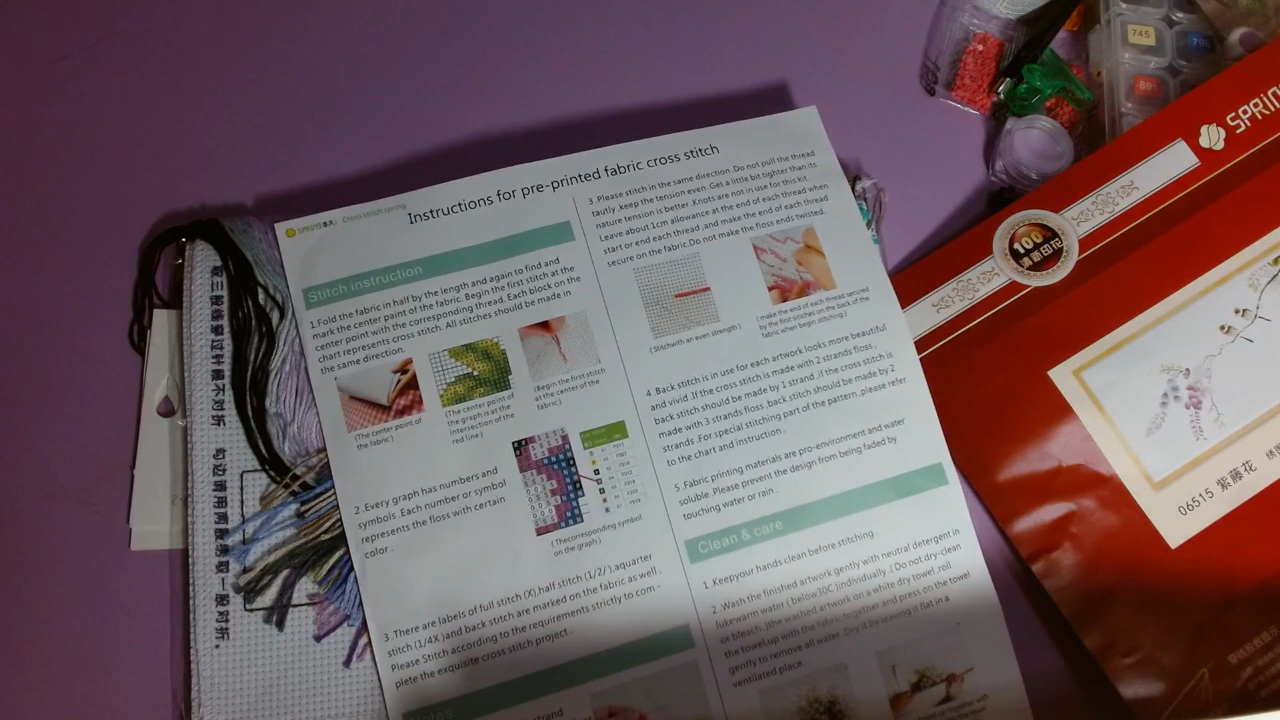 Instructions for pre-printed fabric cross stitch
SPRING春天 Cross stitch spring
Stitch instruction
1.Fold the fabric in half by the length and again to find and
mark the center point of the fabric. Begin the first stitch at the
center point with the corresponding thread. Each block on the
chart represents cross stitch. All stitches should be made in
the same direction.
(The center point of
the fabric )
(The center point of
the graph is at the
intersection of the
red line )
(Begin the first stitch
at the center of the
fabric )
2 .Every graph has numbers and
symbols .Each number or symbol
represents the floss with certain
color .
(Thecorresponding symbol
on the graph )
3 .There are labels of full stitch (X),half stitch (1/2/ ),aquarter
stitch (1/4X )and back stitch are marked on the fabric as well .
Please Stitch according to the requirements strictly to com -
plete the exquisite cross stitch project .
3 .Please stitch in the same direction .Do not pull the thread
tautly ,keep the tension even .Get a little bit tighter than its
nature tension is better .Knots are not in use for this kit .
Leave about 1cm allowance at the end of each thread when
start or end each thread ,and make the end of each thread
secure on the fabric.Do not make the floss ends twisted.
( Stitchwith an even strength )
( make the end of each thread secured
by the first stitches on the back of the
fabric when begin stitching )
4 .Back stitch is in use for each artwork looks more beautiful
and vivid .If the cross stitch is made with 2 strands floss ,
back stitch should be made by 1 strand ,if the cross stitch is
made with 3 strands floss ,back stitch should be made by 2
strands .For special stitching part of the pattern ,please refer
to the chart and instruction .
5 .Fabric printing materials are pro-environment and water
soluble .Please prevent the design from being faded by
touching water or rain .
Clean & care
1 .Keepyour hands clean before stitching .
2 .Wash the finished artwork gently with neutral detergent in
lukewarm water ( below30C )individually .( Do not dry-clean
or bleach .)the washed artwork on a white dry towel ,roll
the towel,up with the fabric together and press on the towel
gently to remove all water .Dry it by leaving it flat in a
ventilated place
745
691
100%
清新印花
06515 紫藤花